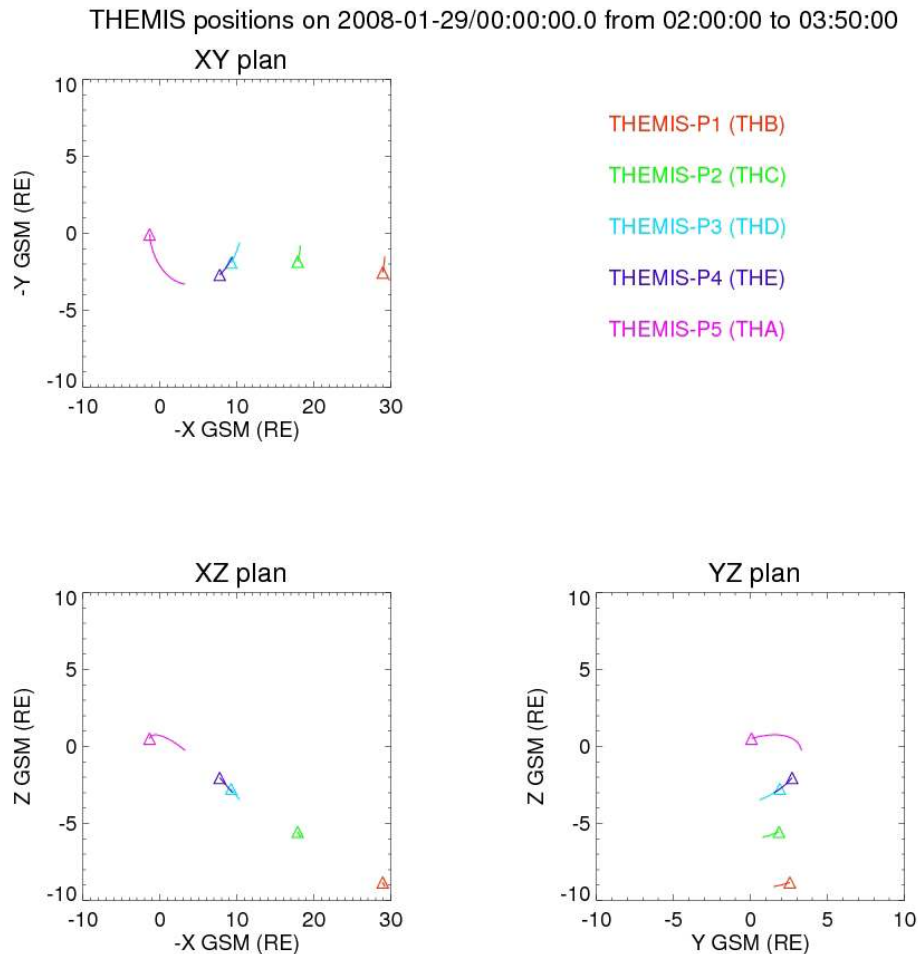 THEMIS positions on 2008-01-29/00:00:00.0 from 02:00:00 to 03:50:00
XY plan
10
5
0
-5
-10
-Y GSM (RE)
-10 0 10 20 30
-X GSM (RE)
THEMIS-P1 (THB)
THEMIS-P2 (THC)
THEMIS-P3 (THD)
THEMIS-P4 (THE)
THEMIS-P5 (THA)
XZ plan
10
5
0
-5
-10
Z GSM (RE)
-10 0 10 20 30
-X GSM (RE)
YZ plan
10
5
0
-5
-10
Z GSM (RE)
-10 -5 0 5 10
Y GSM (RE)